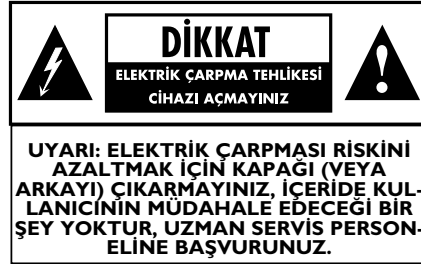 DİKKAT
ELEKTRİK ÇARPMA TEHLİKESİ
CİHAZI AÇMAYINIZ
UYARI: ELEKTRİK ÇARPMASI RİSKİNİ
AZALTMAK İÇİN KAPAĞI (VEYA
ARKAYI) ÇIKARMAYINIZ, İÇERİDE KUL-
LANICININ MÜDAHALE EDECEĞİ BİR
ŞEY YOKTUR, UZMAN SERVİS PERSON-
ELİNE BAŞVURUNUZ.